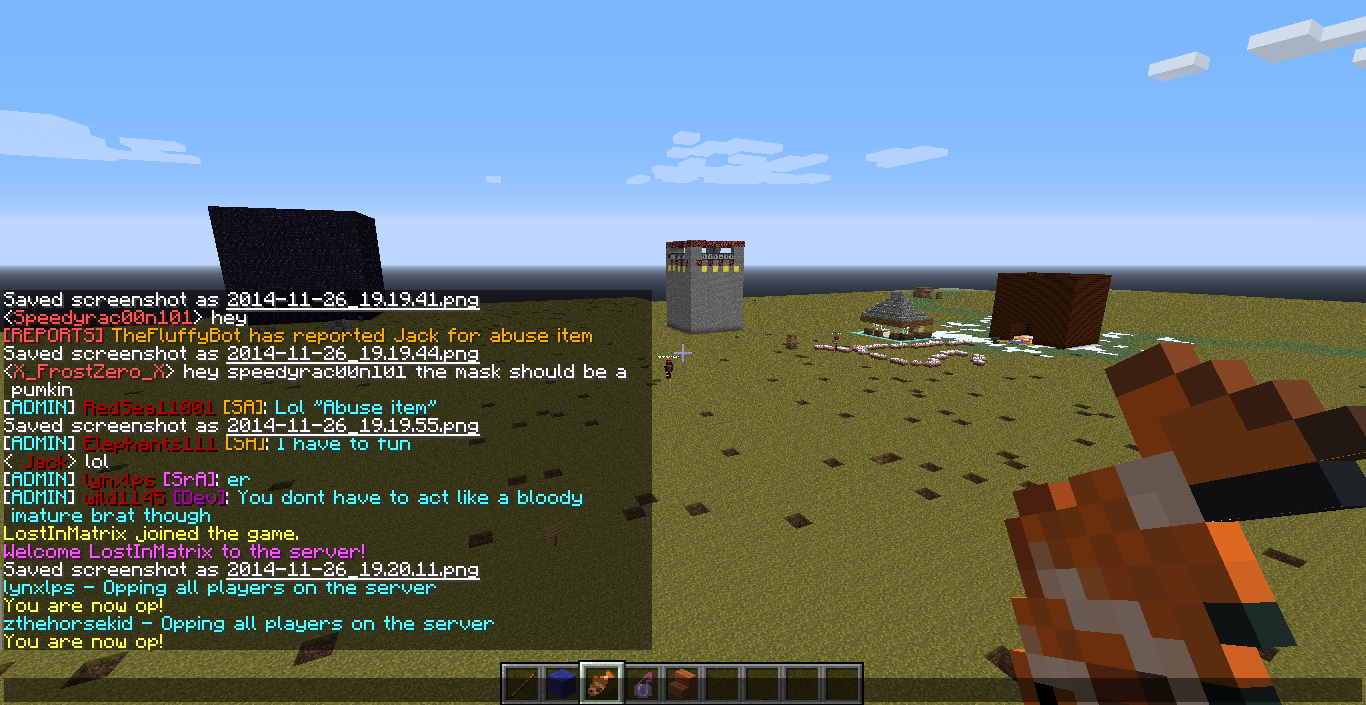 Saved screenshot as 2014-11-26_19.19.41.png
<Speedyrac00n101> hey
[REPORTS] TheFluffyBot has reported Jack for abuse item
Saved screenshot as 2014-11-26_19.19.44.png
<X_FrostZero_X> hey speedyrac00n101 the mask should be a
pumkin
[ADMIN] RedSea11001 [SA]: Lol "Abuse item"
Saved screenshot as 2014-11-26_19.19.55.png
[ADMIN] Elephants111 [SA]: I have to fun
< Jack> lol
[ADMIN] lynxlps [SrA]: er
[ADMIN] wild1145 [Dev]: You dont have to act like a bloody
imature brat though
LostInMatrix joined the game.
Welcome LostInMatrix to the server!
Saved screenshot as 2014-11-26_19.20.11.png
lynxlps - Opping all players on the server
You are now op!
zthehorsekid - Opping all players on the server
You are now op!